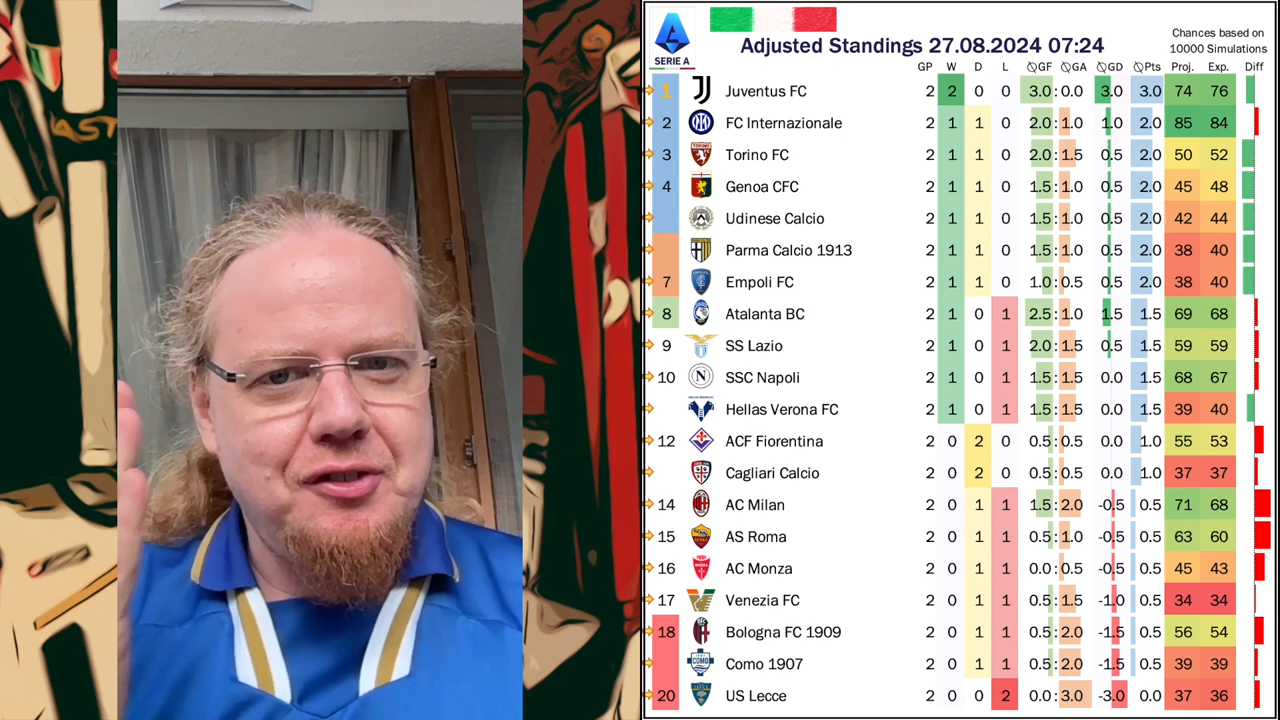 AST
SERIE A
Adjusted Standings 27.08.2024 07:24
Chances based on
10000 Simulations
GP W D L ∅GF ∅GA ∅GD ∅Pts Proj. Exp. Diff
1 Juventus FC 2 2 0 0 3.0 : 0.0 3.0 3.0 74 76
2 FC Internazionale 2 1 1 0 2.0 : 1.0 1.0 2.0 85 84
3 Torino FC 2 1 1 0 2.0 : 1.5 0.5 2.0 50 52
4 Genoa CFC 2 1 1 0 1.5 : 1.0 0.5 2.0 45 48
Udinese Calcio 2 1 1 0 1.5 : 1.0 0.5 2.0 42 44
Parma Calcio 1913 2 1 1 0 1.5 : 1.0 0.5 2.0 38 40
7 Empoli FC 2 1 1 0 1.0 : 0.5 0.5 2.0 38 40
8 Atalanta BC 2 1 0 1 2.5 : 1.0 1.5 1.5 69 68
9 SS Lazio 2 1 0 1 2.0 : 1.5 0.5 1.5 59 59
10 SSC Napoli 2 1 0 1 1.5 : 1.5 0.0 1.5 68 67
Hellas Verona FC 2 1 0 1 1.5 : 1.5 0.0 1.5 39 40
12 ACF Fiorentina 2 0 2 0 0.5 : 0.5 0.0 1.0 55 53
Cagliari Calcio 2 0 2 0 0.5 : 0.5 0.0 1.0 37 37
14 AC Milan 2 0 1 1 1.5 : 2.0 -0.5 0.5 71 68
15 AS Roma 2 0 1 1 0.5 : 1.0 -0.5 0.5 63 60
16 AC Monza 2 0 1 1 0.0 : 0.5 -0.5 0.5 45 43
17 Venezia FC 2 0 1 1 0.5 : 1.5 -1.0 0.5 34 34
18 Bologna FC 1909 2 0 1 1 0.5 : 2.0 -1.5 0.5 56 54
Como 1907 2 0 1 1 0.5 : 2.0 -1.5 0.5 39 39
20 US Lecce 2 0 0 2 0.0 : 3.0 -3.0 0.0 37 36